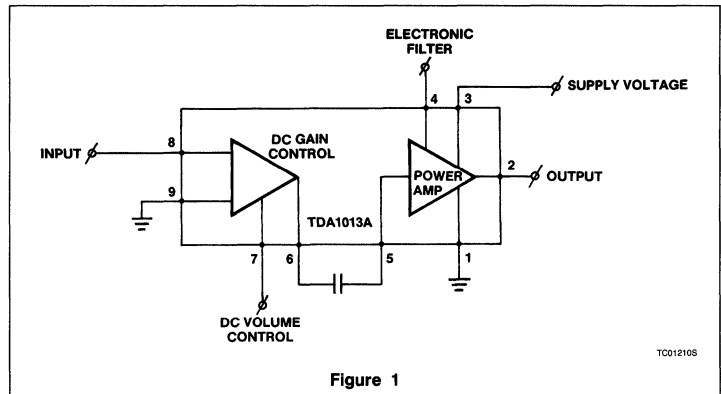 ELECTRONIC
FILTER
4
3
SUPPLY VOLTAGE
INPUT
8
DC GAIN
CONTROL
POWER
AMP
2
OUTPUT
9
TDA1013A
7
6
5
1
DC VOLUME
CONTROL
TC01210S
Figure 1